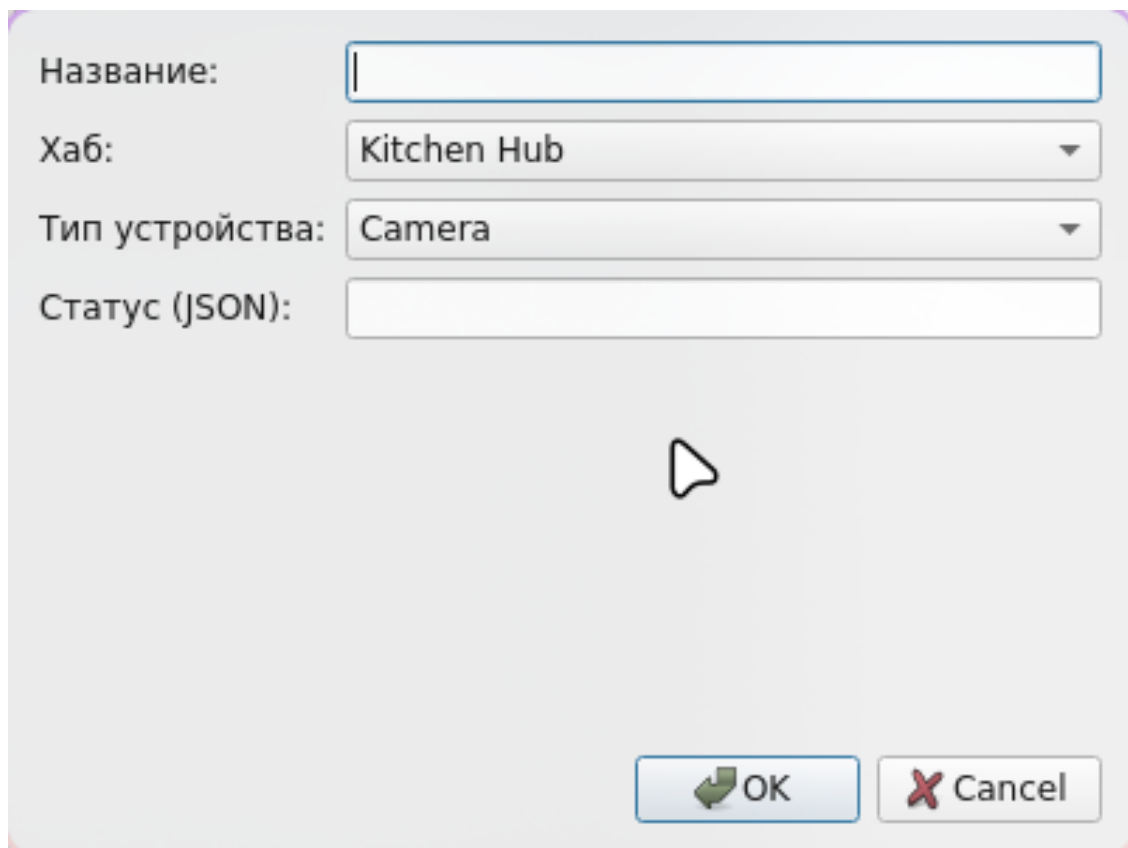 Название:
Хаб: Kitchen Hub
Тип устройства: Camera
Статус (JSON):
OK Cancel